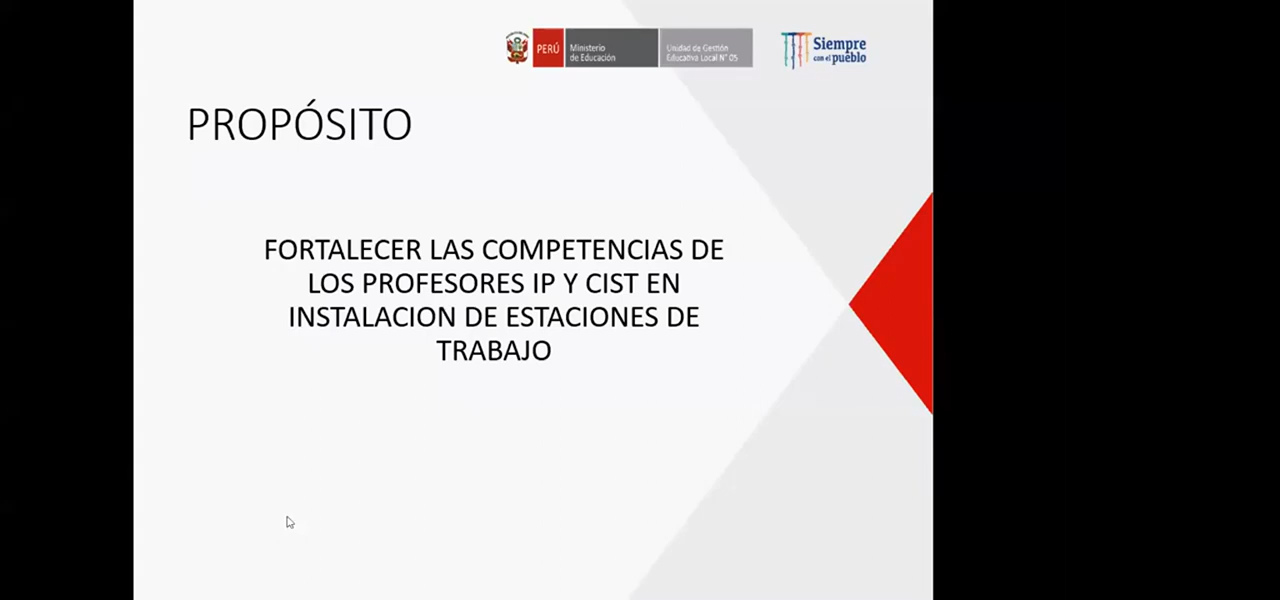 PERÚ
Ministerio
de Educación
Unidad de Gestión
Educativa Local N° 05
Siempre
con el pueblo
PROPÓSITO
FORTALECER LAS COMPETENCIAS DE
LOS PROFESORES IP Y CIST EN
INSTALACION DE ESTACIONES DE
TRABAJO